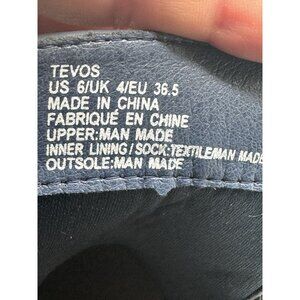 TEVOS
US 6/UK 4/EU 36.5
MADE IN CHINA
FABRIQUÉ EN CHINE
UPPER:MAN MADE
INNER LINING/SOCK:TEXTILE/MAN MADE
OUTSOLE:MAN MADE